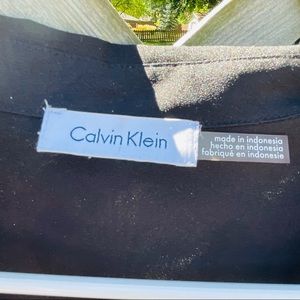 Calvin Klein
made in indonesia
hecho en indonesia
fabriqué en indonésie